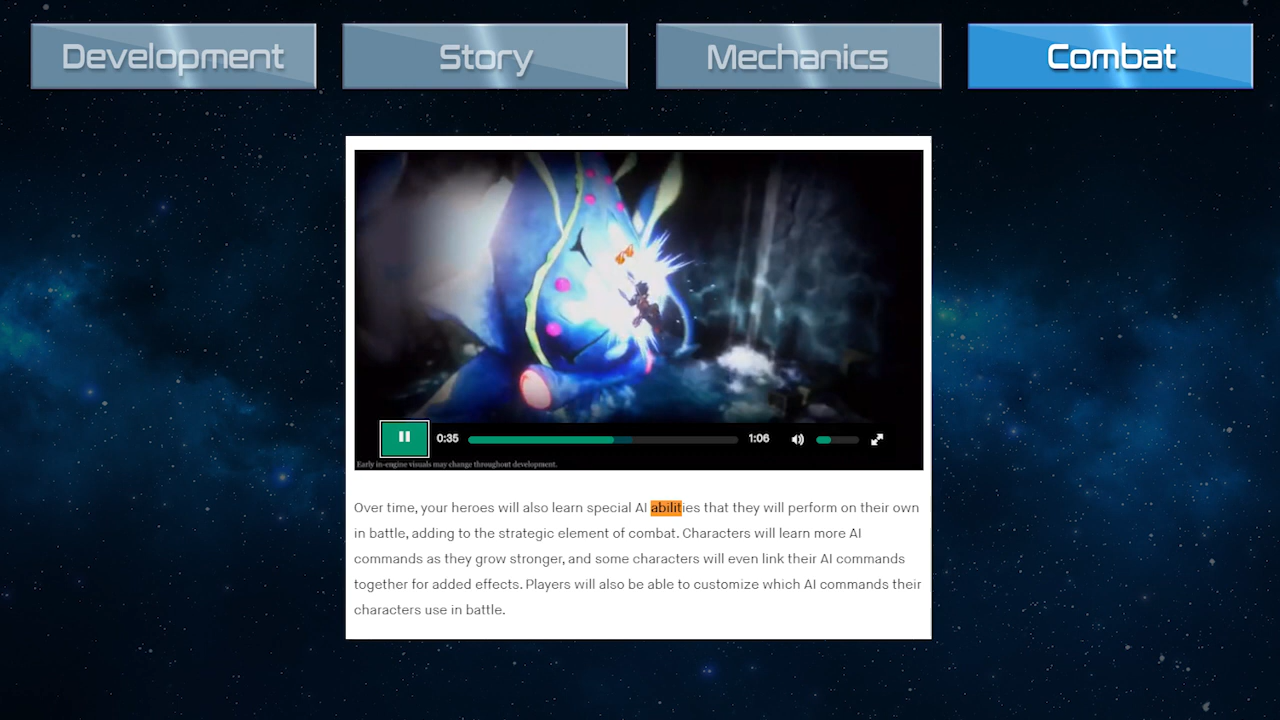 Development Story Mechanics Combat
0:35 1:06
Early in-engine visuals may change throughout development.
Over time, your heroes will also learn special AI abilities that they will perform on their own
in battle, adding to the strategic element of combat. Characters will learn more AI
commands as they grow stronger, and some characters will even link their AI commands
together for added effects. Players will also be able to customize which AI commands their
characters use in battle.